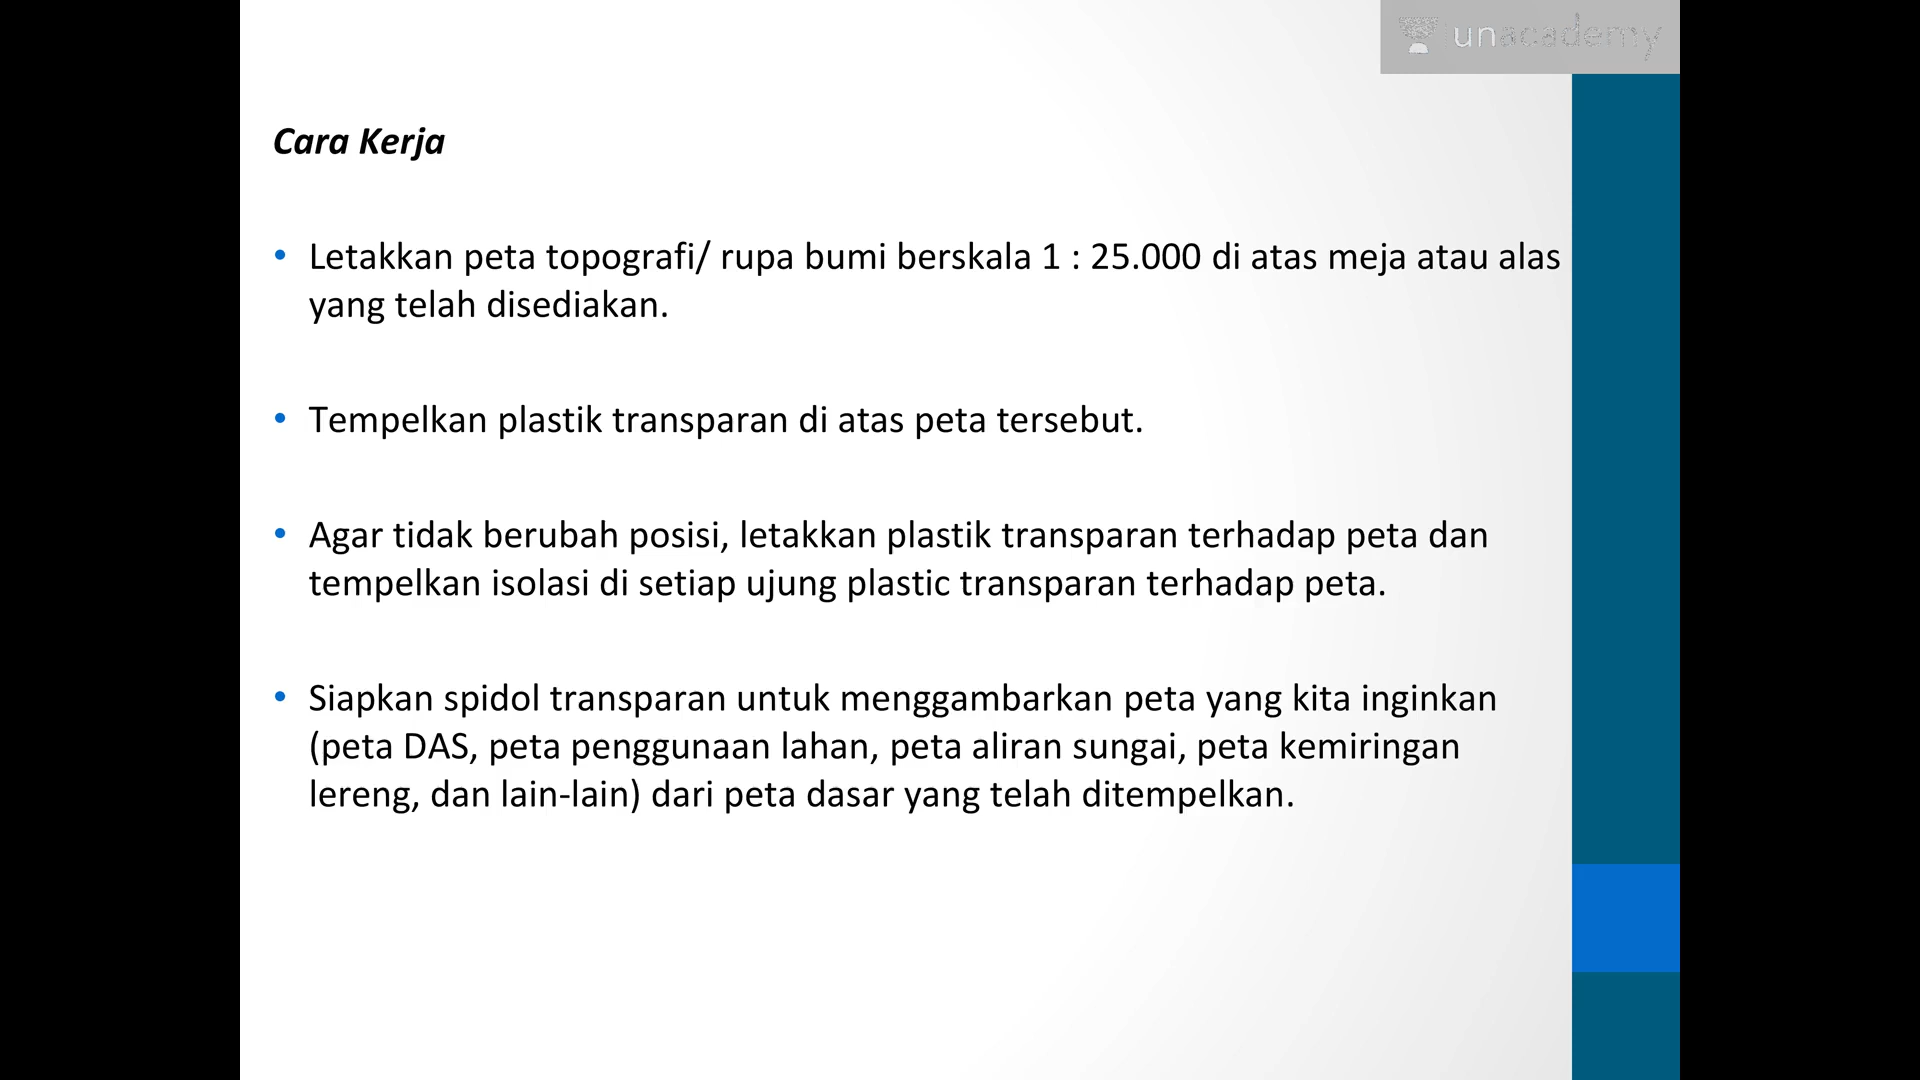 unacademy
Cara Kerja
• Letakkan peta topografi/ rupa bumi berskala 1 : 25.000 di atas meja atau alas
yang telah disediakan.
• Tempelkan plastik transparan di atas peta tersebut.
• Agar tidak berubah posisi, letakkan plastik transparan terhadap peta dan
tempelkan isolasi di setiap ujung plastic transparan terhadap peta.
• Siapkan spidol transparan untuk menggambarkan peta yang kita inginkan
(peta DAS, peta penggunaan lahan, peta aliran sungai, peta kemiringan
lereng, dan lain-lain) dari peta dasar yang telah ditempelkan.